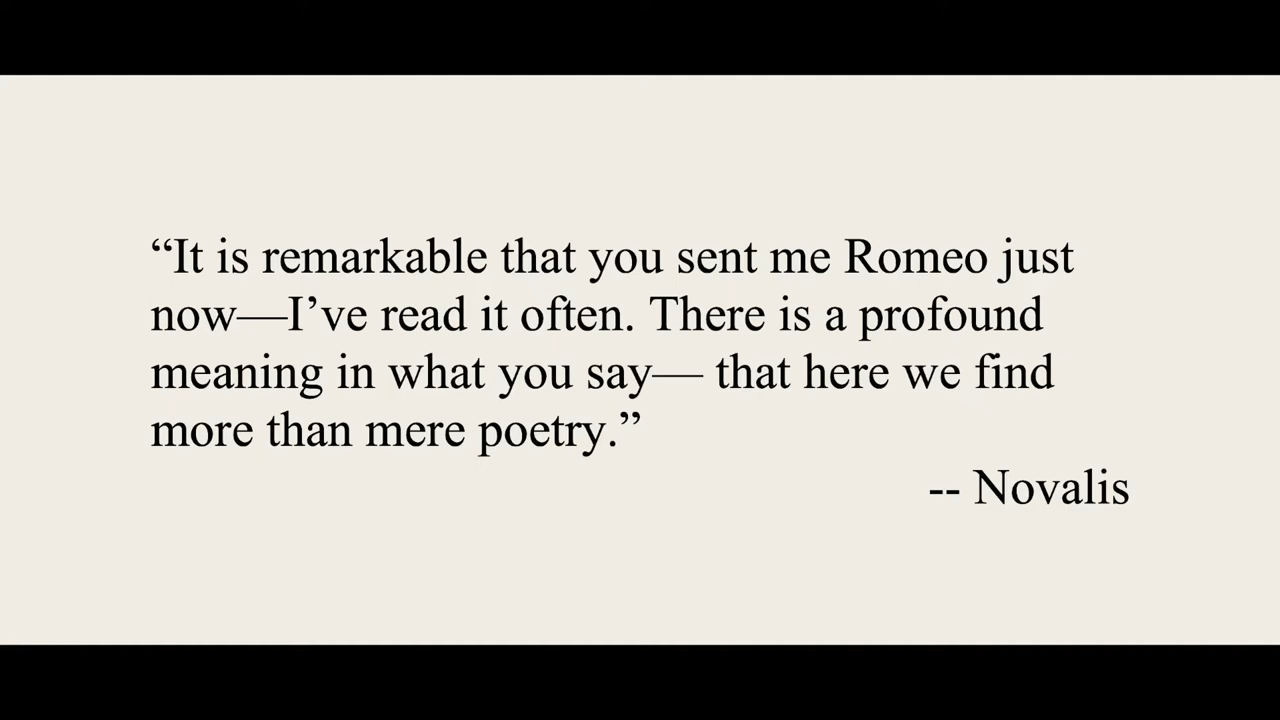 “It is remarkable that you sent me Romeo just
now—I’ve read it often. There is a profound
meaning in what you say— that here we find
more than mere poetry.”
-- Novalis